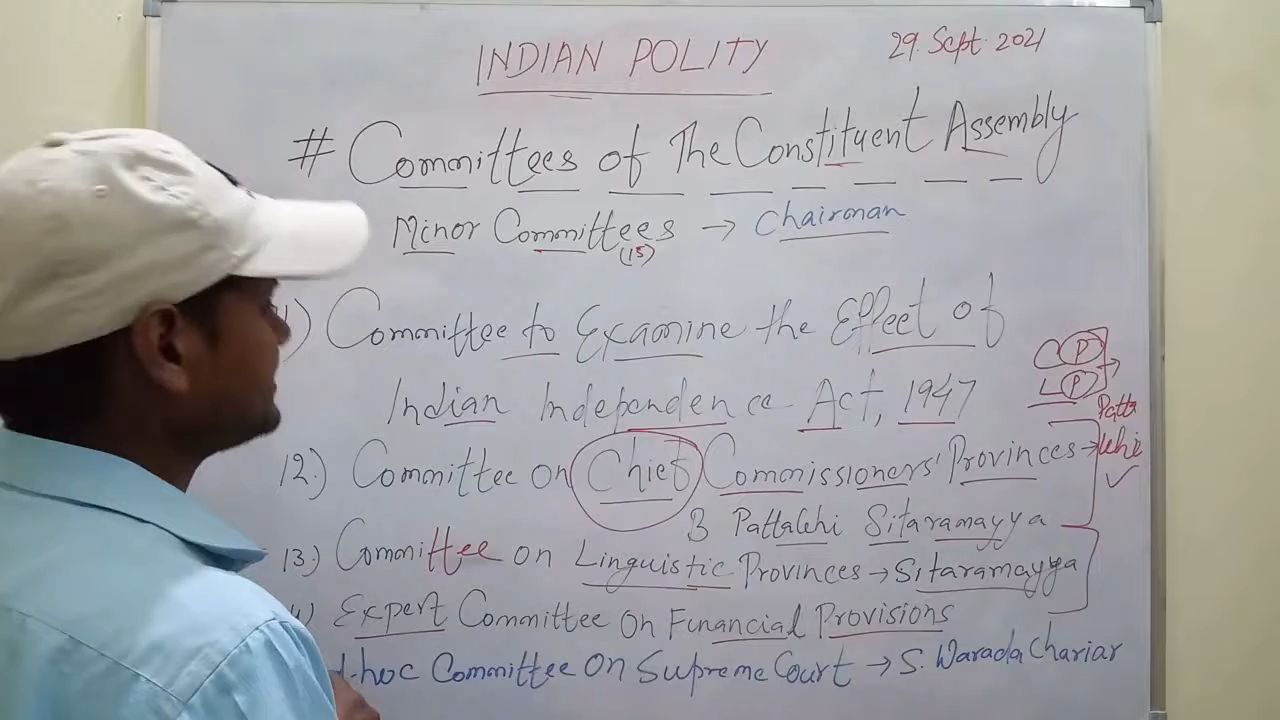 INDIAN POLITY
29. Sept. 2021
# Committees of The Constituent Assembly
Minor Committees → Chairman
(15)
1) Committee to Examine the Effect of
Indian Independence Act, 1947
C P
L P
12.) Committee on Chief Commissioners' Provinces →
B Pattabhi Sitaramayya
13.) Committee on Linguistic Provinces → Sitaramayya
Expert Committee On Financial Provisions
hoc Committee On Supreme Court → S. Warada Chariar